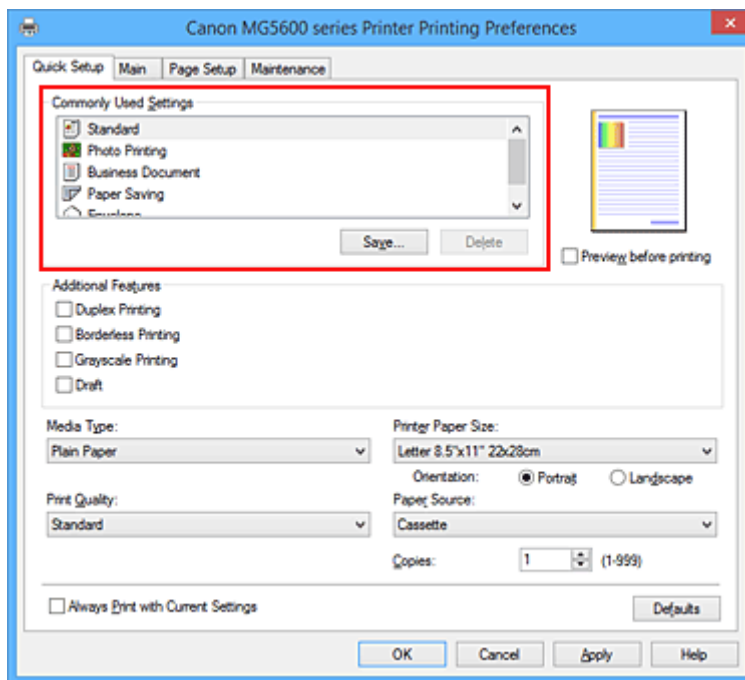 Canon MG5600 series Printer Printing Preferences
Quick Setup Main Page Setup Maintenance
Commonly Used Settings
Standard
Photo Printing
Business Document
Paper Saving
Envelope
Save... Delete
Preview before printing
Additional Features
Duplex Printing
Borderless Printing
Grayscale Printing
Draft
Media Type:
Plain Paper
Printer Paper Size:
Letter 8.5"x11" 22x28cm
Orientation: Portrait Landscape
Print Quality:
Standard
Paper Source:
Cassette
Copies: 1 (1-999)
Always Print with Current Settings
Defaults
OK Cancel Apply Help